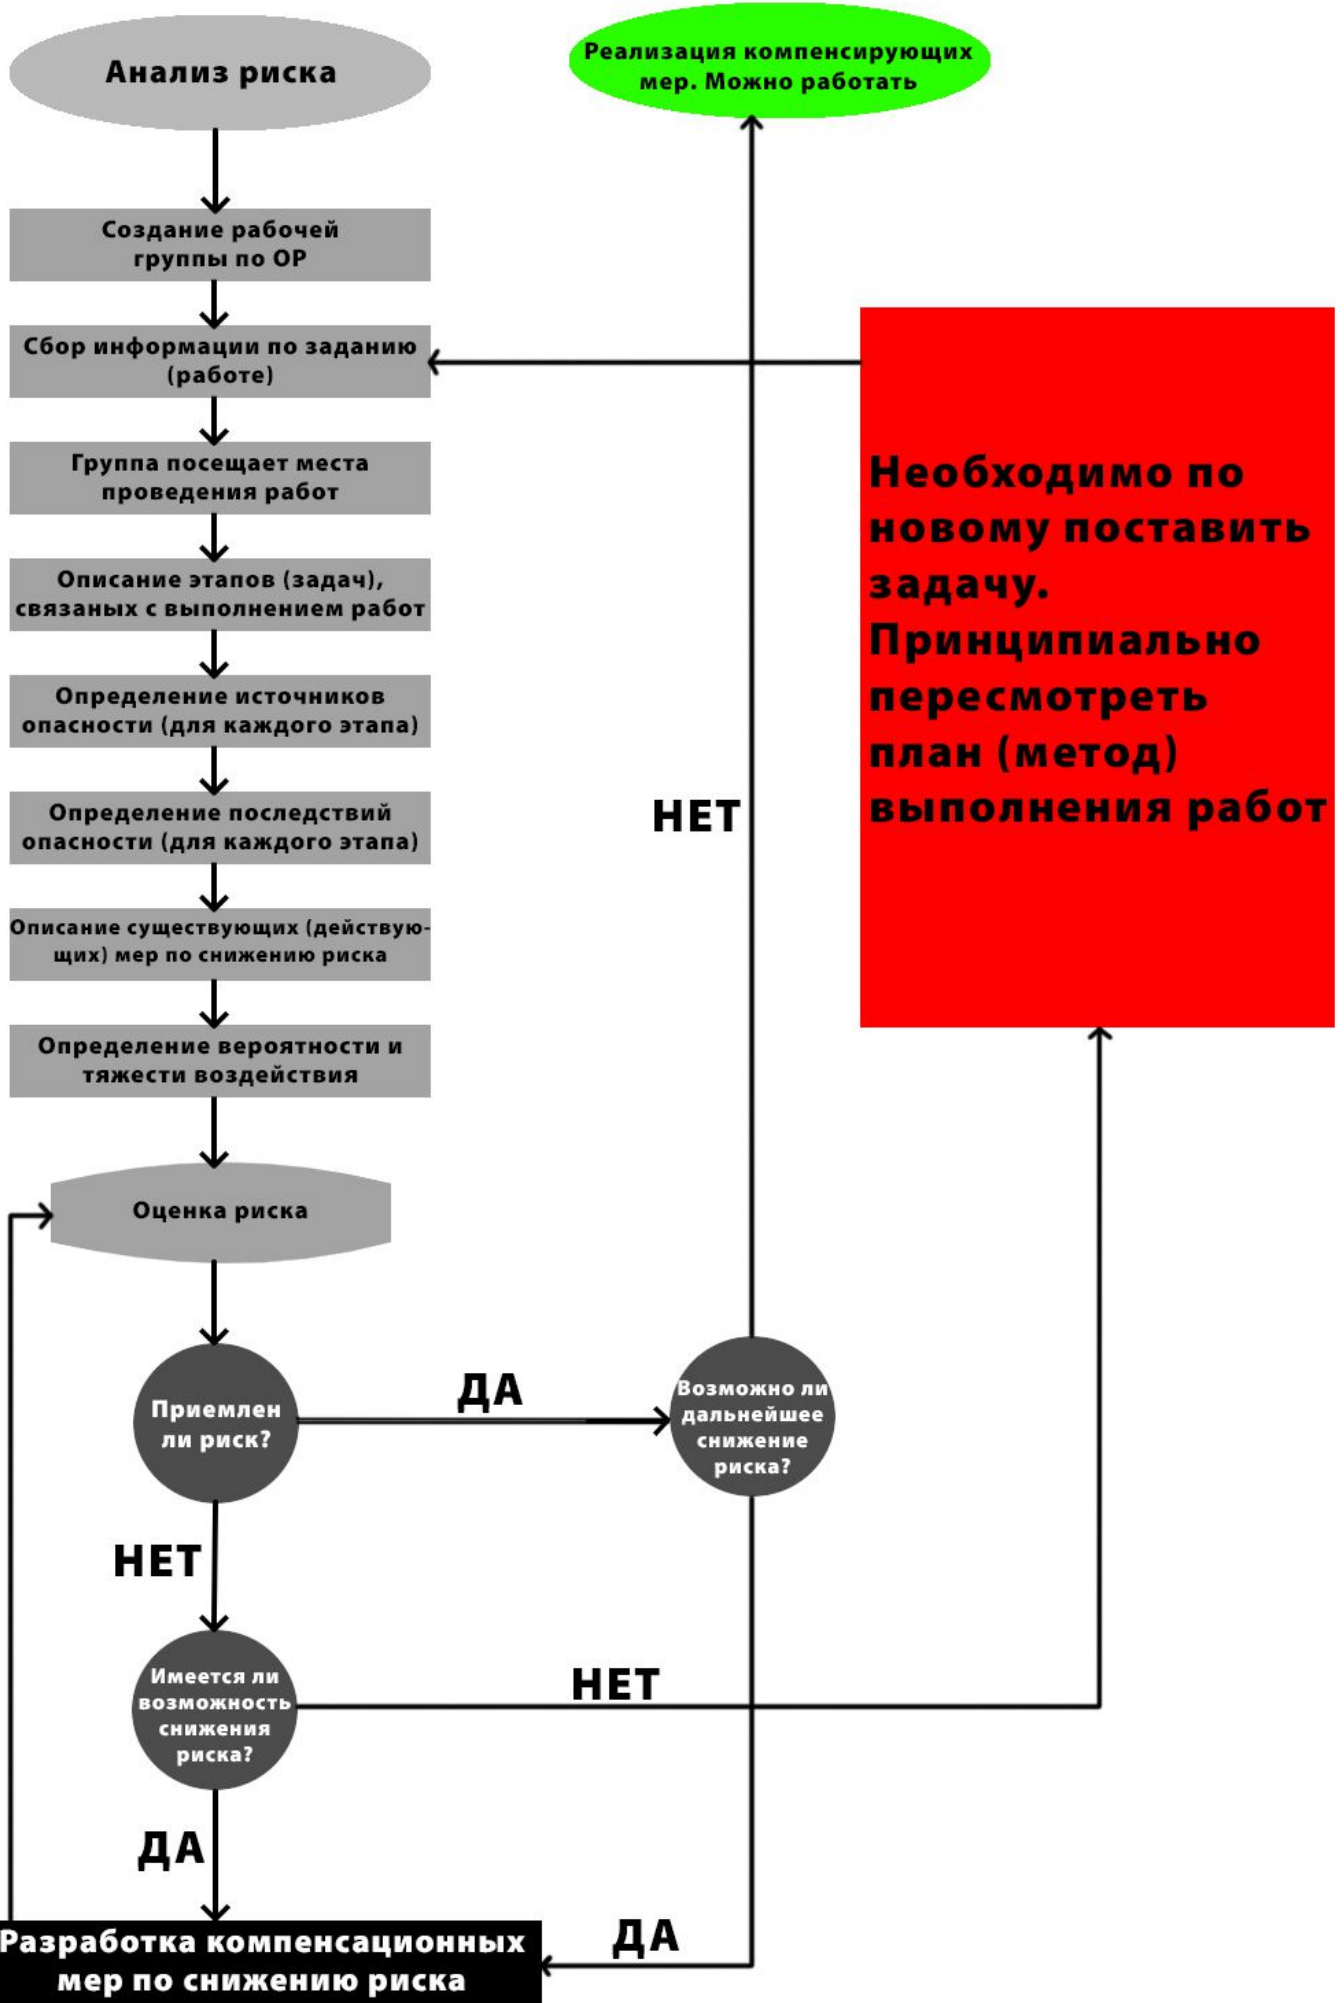 Анализ риска
Реализация компенсирующих
мер. Можно работать
Создание рабочей
группы по ОР
Сбор информации по заданию
(работе)
Группа посещает места
проведения работ
Описание этапов (задач),
связаных с выполнением работ
Определение источников
опасности (для каждого этапа)
Определение последствий
опасности (для каждого этапа)
Описание существующих (действую-
щих) мер по снижению риска
Определение вероятности и
тяжести воздействия
Необходимо по
новому поставить
задачу.
Принципиально
пересмотреть
план (метод)
выполнения работ
НЕТ
Оценка риска
Приемлен
ли риск?
ДА
Возможно ли
дальнейшее
снижение
риска?
НЕТ
Имеется ли
возможность
снижения
риска?
НЕТ
ДА
Разработка компенсационных
мер по снижению риска
ДА